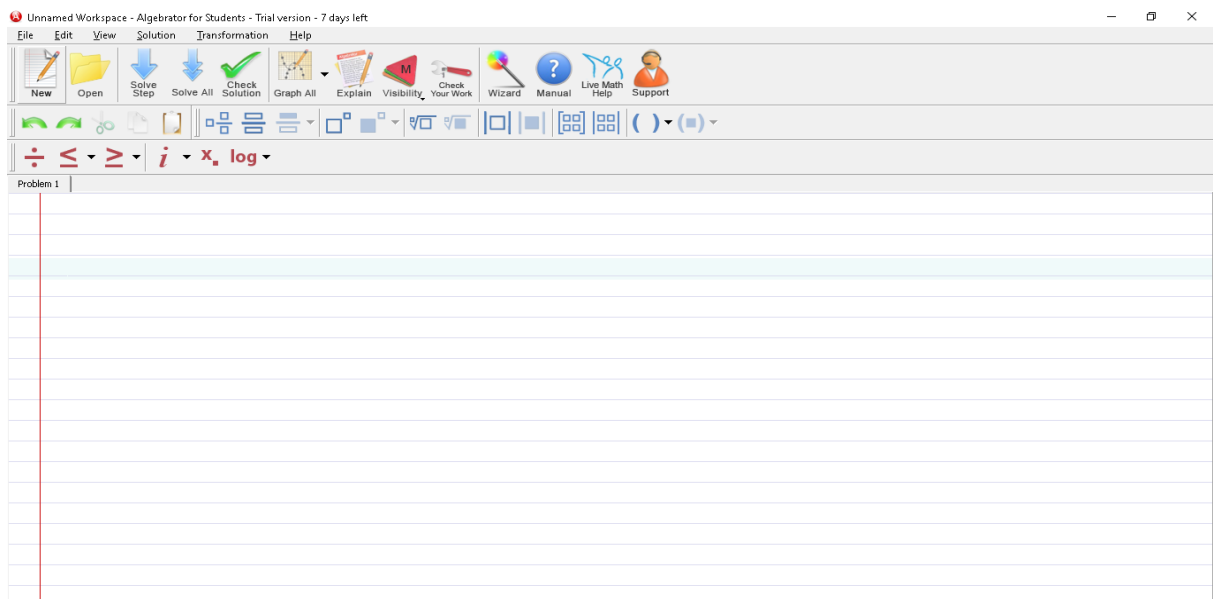 Unnamed Workspace - Algebrator for Students - Trial version - 7 days left
File Edit View Solution Transformation Help
New Open Solve Step Solve All Check Solution Graph All Explain M Visibility Check Your Work Wizard ? Manual Live Math Help Support
( ) (=)
÷ ≤ ≥ i x log
Problem 1